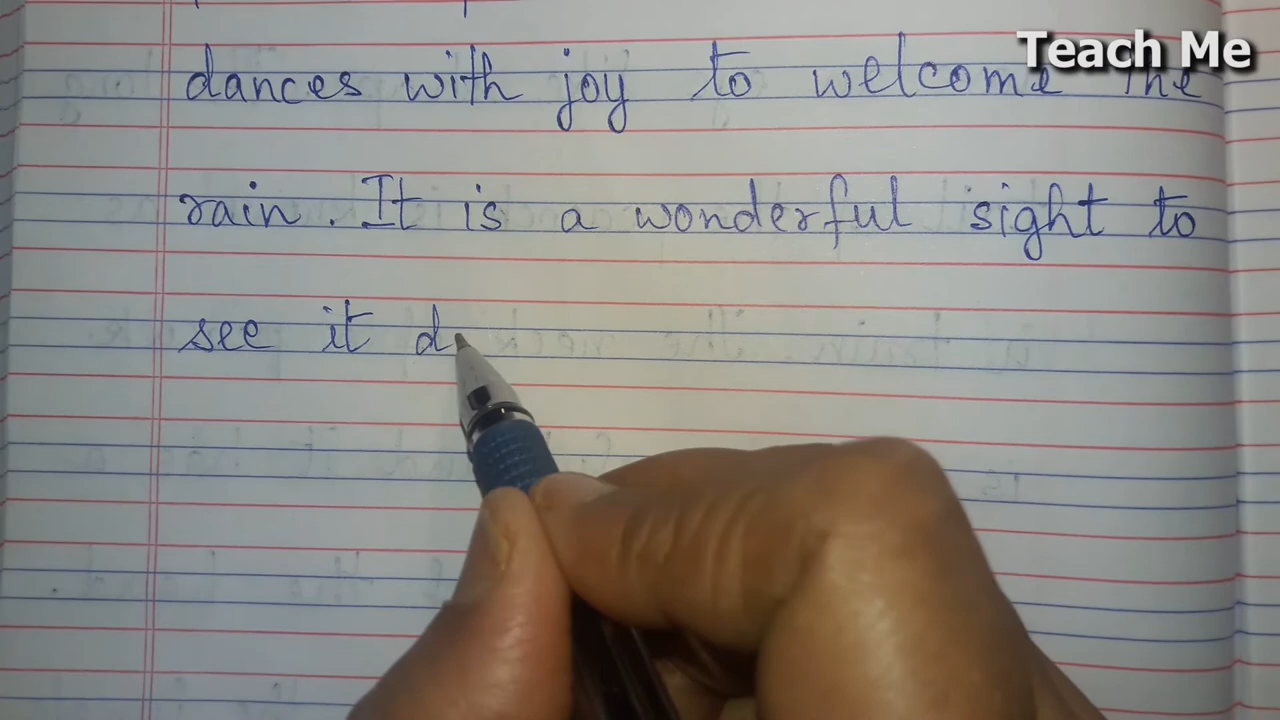 Teach Me
dances with joy to welcome the
rain. It is a wonderful sight to
see it d